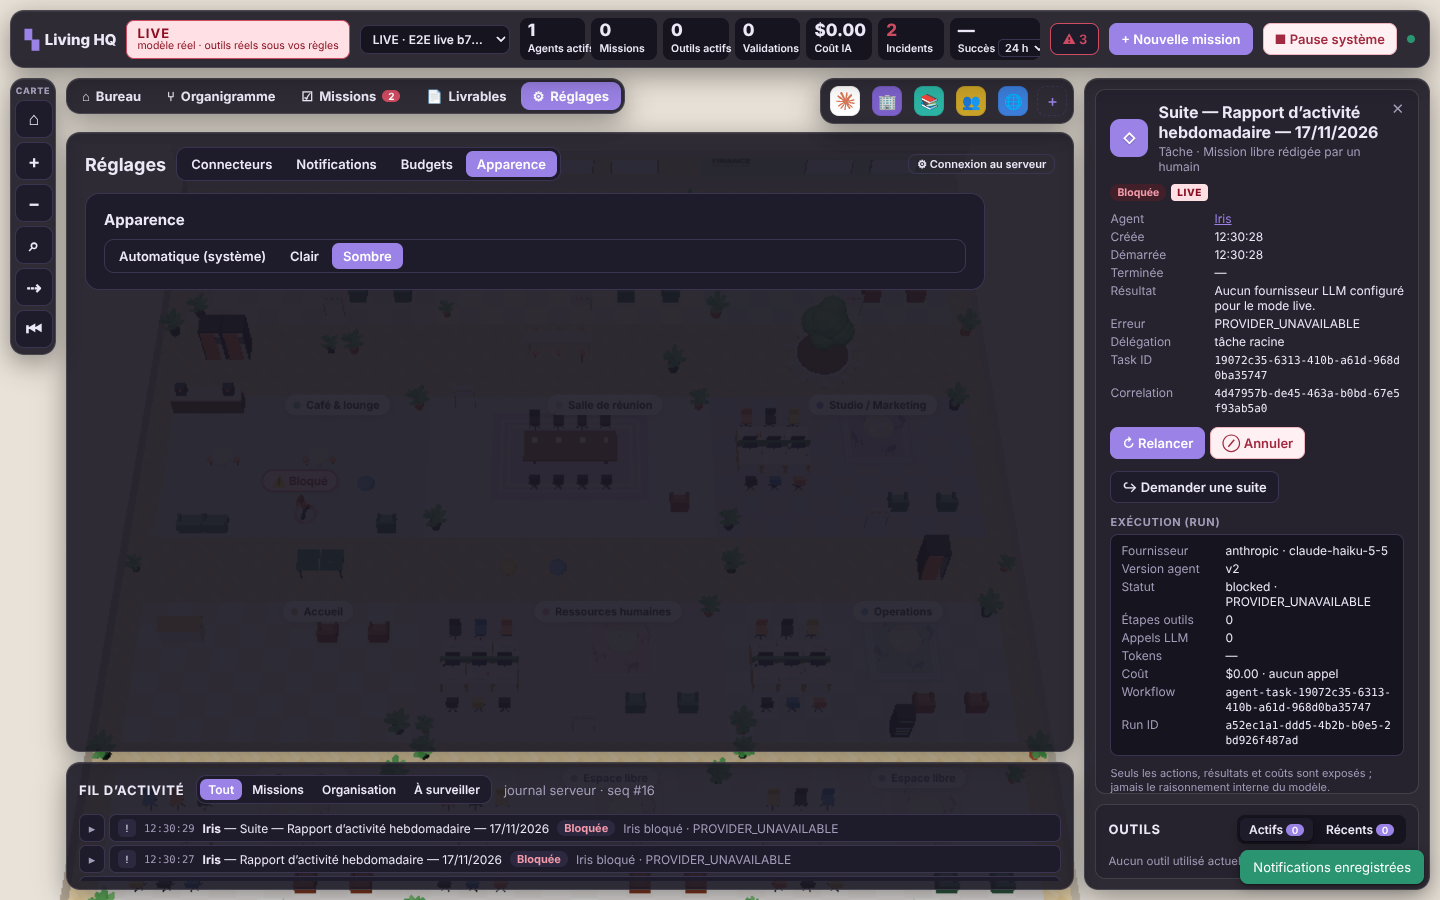 Living HQ
LIVE
modèle réel · outils réels sous vos règles
LIVE · E2E live b7...
1
Agents actifs
0
Missions
0
Outils actifs
0
Validations
$0.00
Coût IA
2
Incidents
—
Succès 24 h
⚠ 3
+ Nouvelle mission
Pause système
CARTE
Bureau
Organigramme
Missions 2
Livrables
Réglages
+
Réglages
Connecteurs
Notifications
Budgets
Apparence
Connexion au serveur
Apparence
Automatique (système)
Clair
Sombre
Café & lounge
Salle de réunion
Studio / Marketing
Bloqué
Accueil
Ressources humaines
Operations
Espace libre
Espace libre
FIL D’ACTIVITÉ
Tout
Missions
Organisation
À surveiller
journal serveur · seq #16
! 12:30:29 Iris — Suite — Rapport d’activité hebdomadaire — 17/11/2026 Bloquée Iris bloqué · PROVIDER_UNAVAILABLE
! 12:30:27 Iris — Rapport d’activité hebdomadaire — 17/11/2026 Bloquée Iris bloqué · PROVIDER_UNAVAILABLE
Suite — Rapport d’activité
hebdomadaire — 17/11/2026
Tâche · Mission libre rédigée par un
humain
Bloquée LIVE
Agent Iris
Créée 12:30:28
Démarrée 12:30:28
Terminée —
Résultat Aucun fournisseur LLM configuré
pour le mode live.
Erreur PROVIDER_UNAVAILABLE
Délégation tâche racine
Task ID 19072c35-6313-410b-a61d-968d
0ba35747
Correlation 4d47957b-de45-463a-b0bd-67e5
f93ab5a0
Relancer
Annuler
Demander une suite
EXÉCUTION (RUN)
Fournisseur anthropic · claude-haiku-5-5
Version agent v2
Statut blocked ·
PROVIDER_UNAVAILABLE
Étapes outils 0
Appels LLM 0
Tokens —
Coût $0.00 · aucun appel
Workflow agent-task-19072c35-6313-
410b-a61d-968d0ba35747
Run ID a52ec1a1-ddd5-4b2b-b0e5-2
bd926f487ad
Seuls les actions, résultats et coûts sont exposés ;
jamais le raisonnement interne du modèle.
OUTILS
Actifs 0
Récents 0
Aucun outil utilisé
Notifications enregistrées